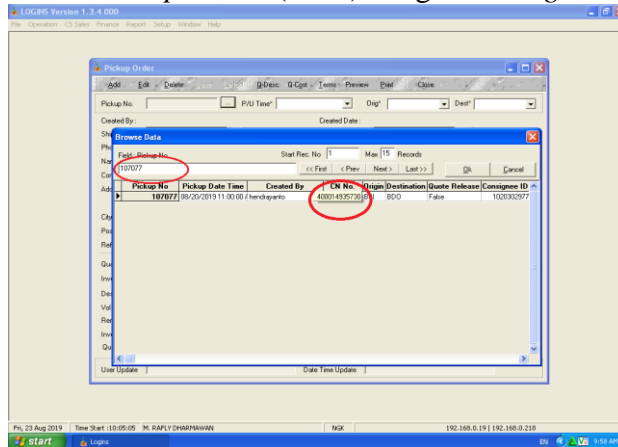 LOGINS Version 1.3.4 000
File Operation CS Sales Finance Report Setup Window Help
Pickup Order
Add Edit Delete Q-Desc Q-Cost Terms Preview Print Close
Pickup No. ... P/U Time* Orig* Dest*
Created By : Created Date :
Browse Data
Field: Pickup No Start Rec. No 1 Max 15 Records
107077 << First < Prev Next > Last >> Ok Cancel
Pickup No Pickup Date Time Created By CN No. Origin Destination Quote Release Consignee ID
107077 08/20/2019 11:00:00 A hendrayanto 400014935738 BDO False 1020302977
User Update Date Time Update
Fri, 23 Aug 2019 Time Start :10:05:05 M. RAFLY DHARMAWAN NGK 192.168.0.19 | 192.168.0.218
start Logins EN 9:58 AM